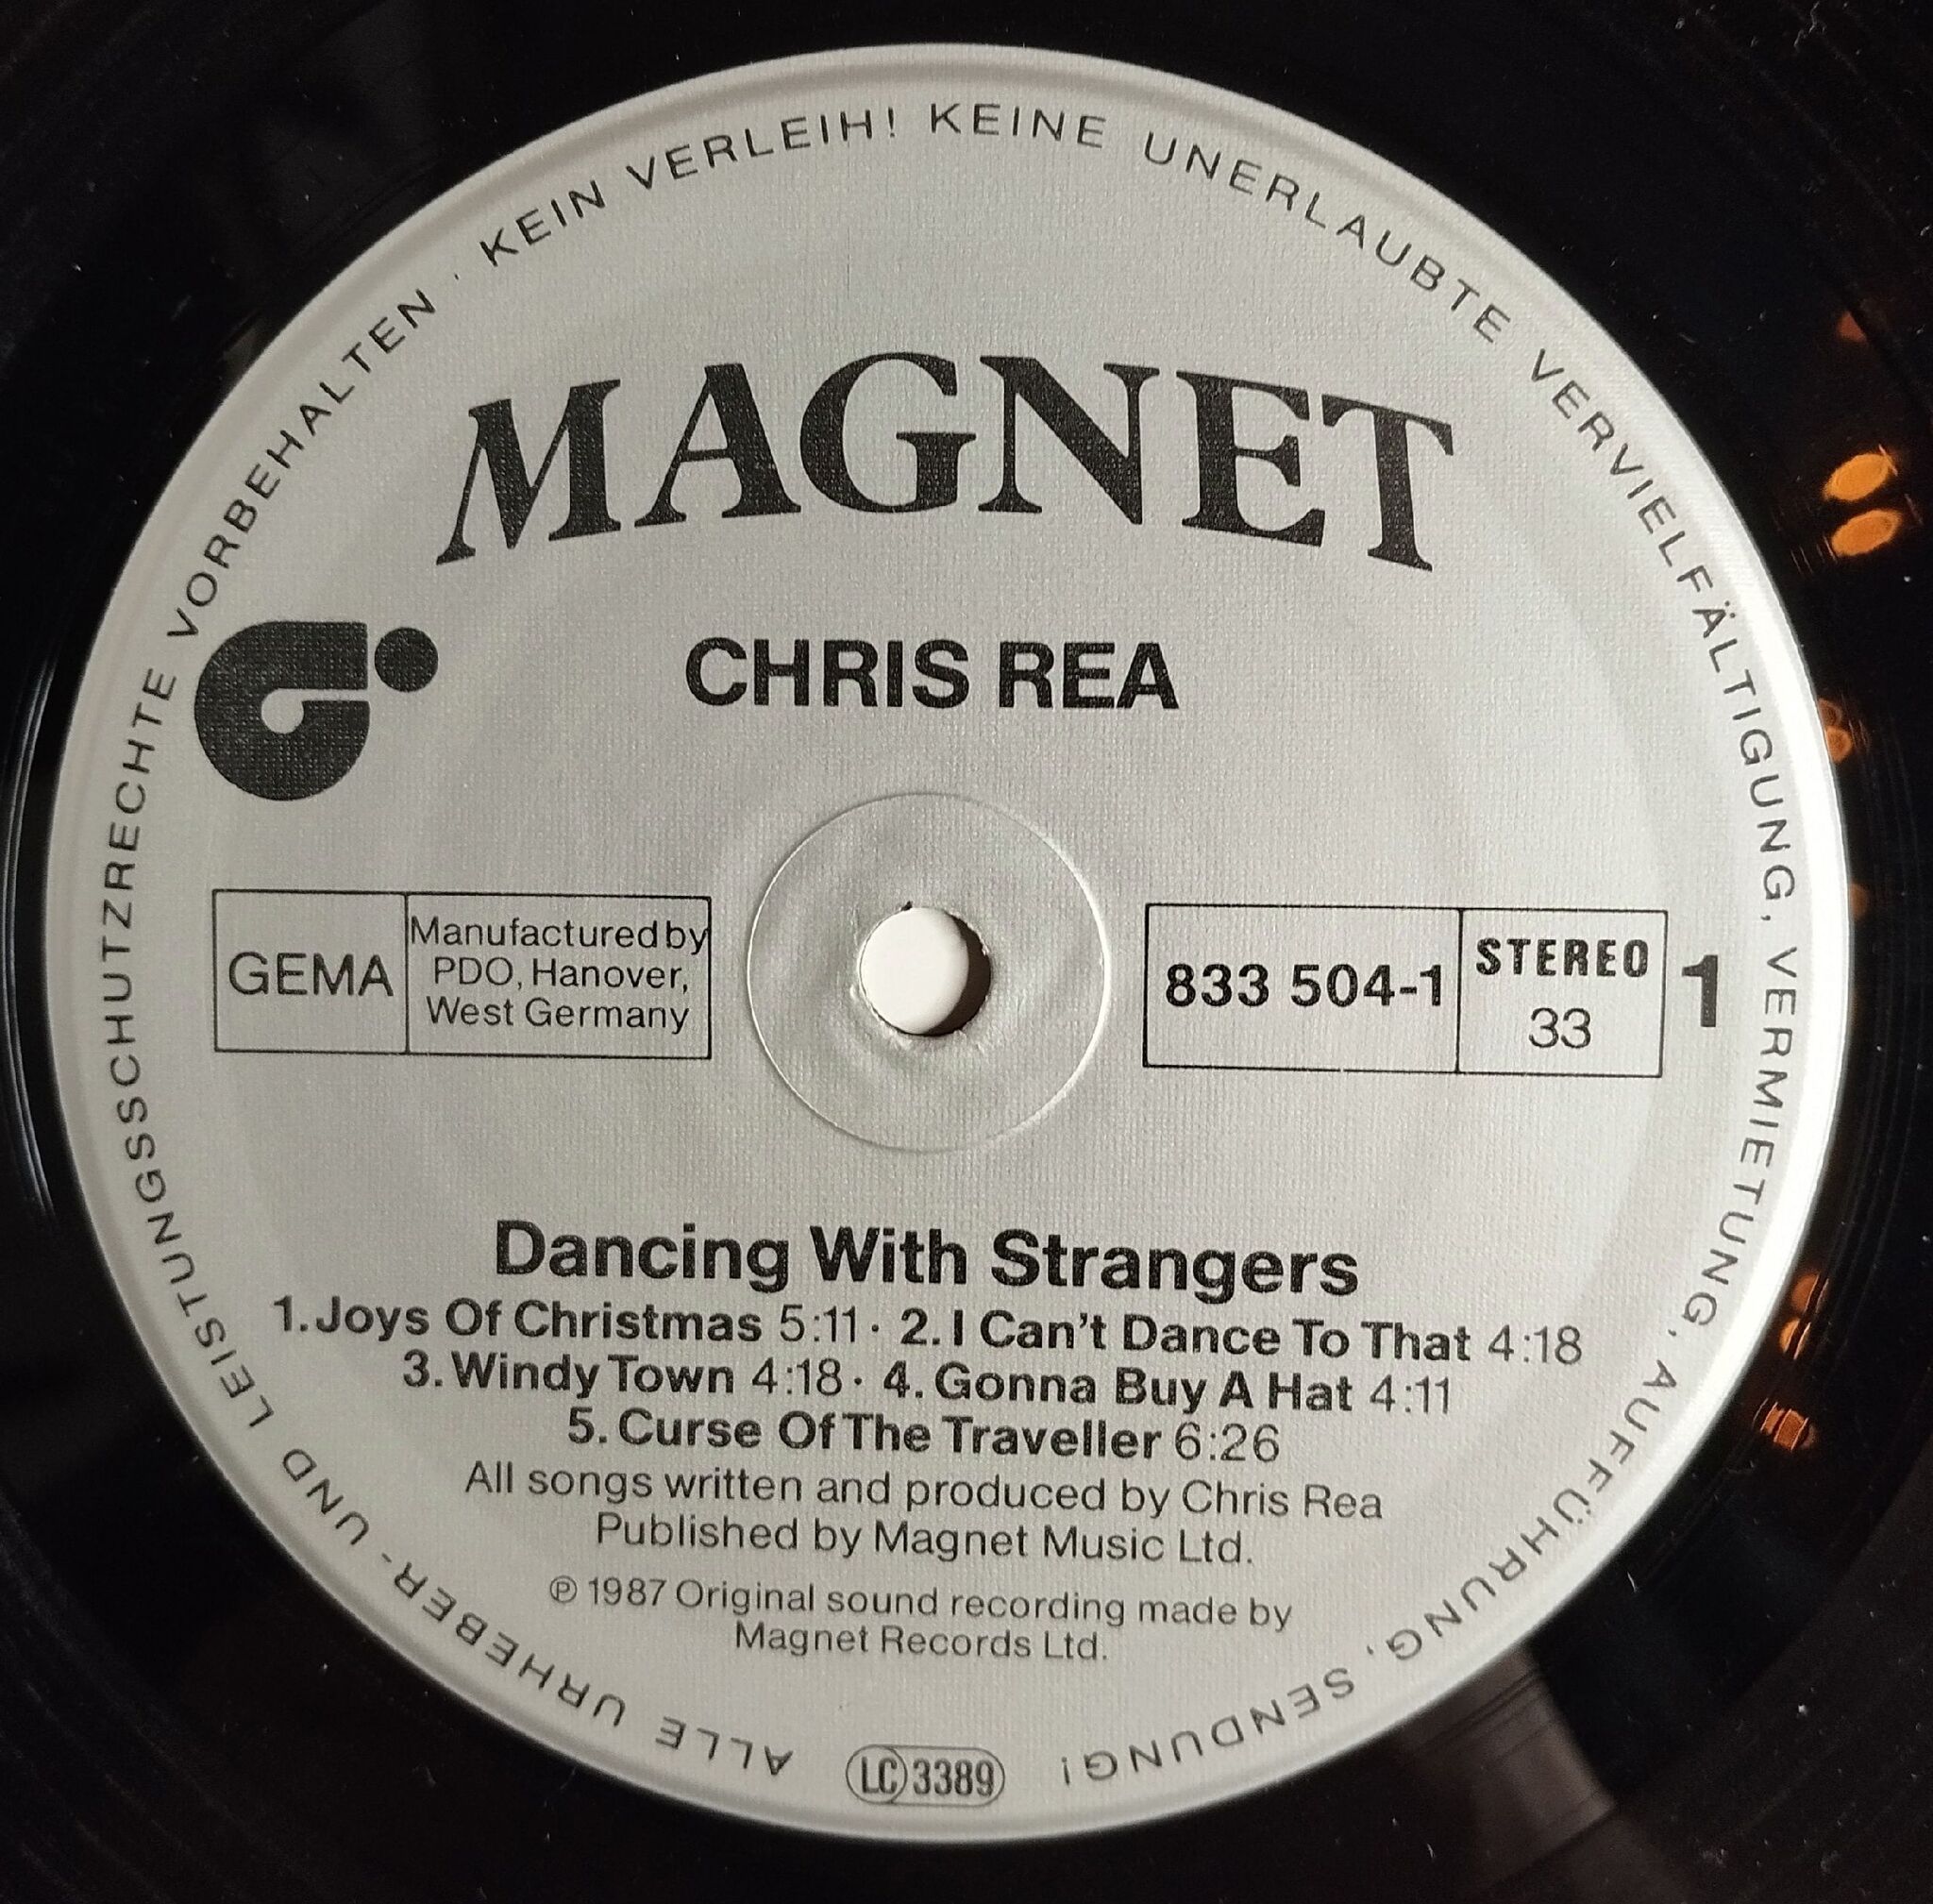 ALLE URHEBER- UND LEISTUNGSSCHUTZRECHTE VORBEHALTEN · KEIN VERLEIH! KEINE UNERLAUBTE VERVIELFÄLTIGUNG, VERMIETUNG, AUFFÜHRUNG, SENDUNG!
MAGNET
CHRIS REA
GEMA
Manufactured by
PDO, Hanover,
West Germany
833 504-1
STEREO
33
1
Dancing With Strangers
1. Joys Of Christmas 5:11 · 2. I Can't Dance To That 4:18
3. Windy Town 4:18 · 4. Gonna Buy A Hat 4:11
5. Curse Of The Traveller 6:26
All songs written and produced by Chris Rea
Published by Magnet Music Ltd.
℗ 1987 Original sound recording made by
Magnet Records Ltd.
LC 3389